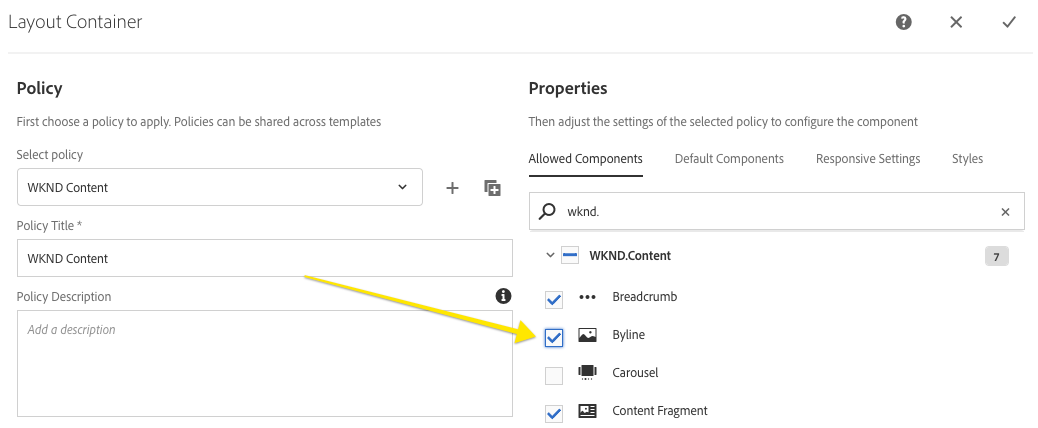 Layout Container
Policy
First choose a policy to apply. Policies can be shared across templates
Select policy
WKND Content
Policy Title *
WKND Content
Policy Description
Add a description
Properties
Then adjust the settings of the selected policy to configure the component
Allowed Components Default Components Responsive Settings Styles
wknd.
WKND.Content 7
Breadcrumb
Byline
Carousel
Content Fragment